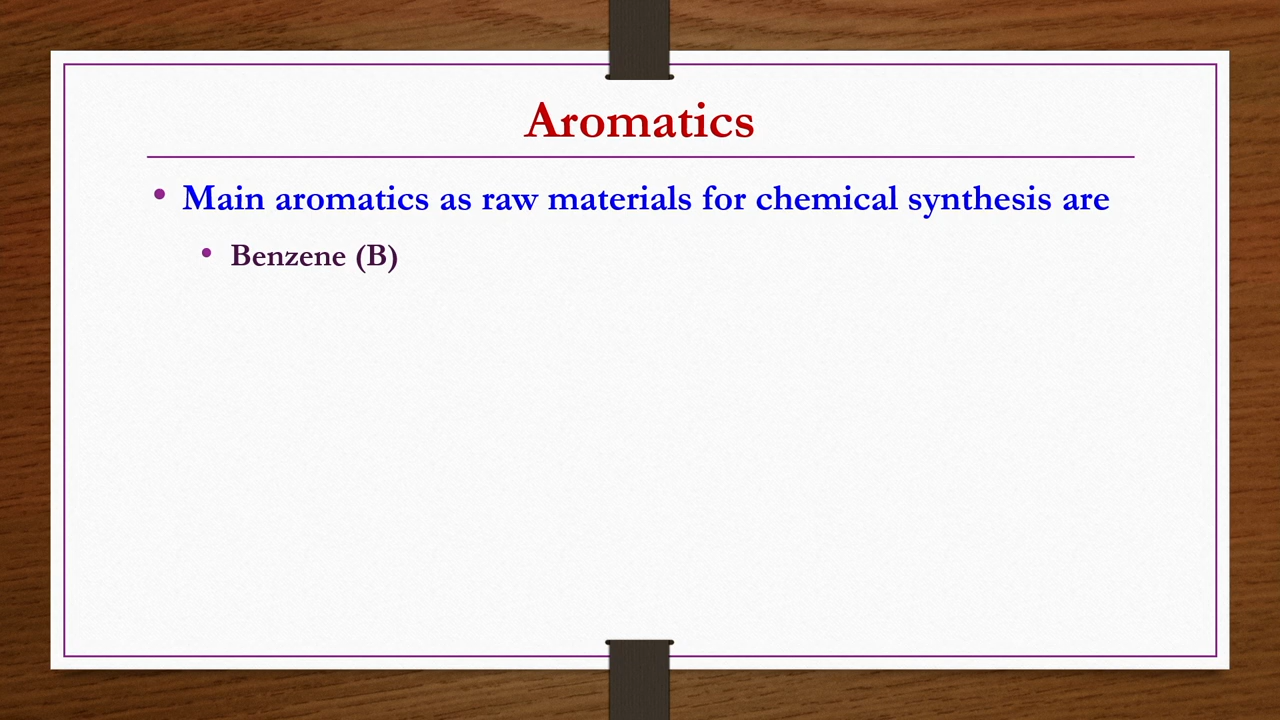 Aromatics
• Main aromatics as raw materials for chemical synthesis are
• Benzene (B)